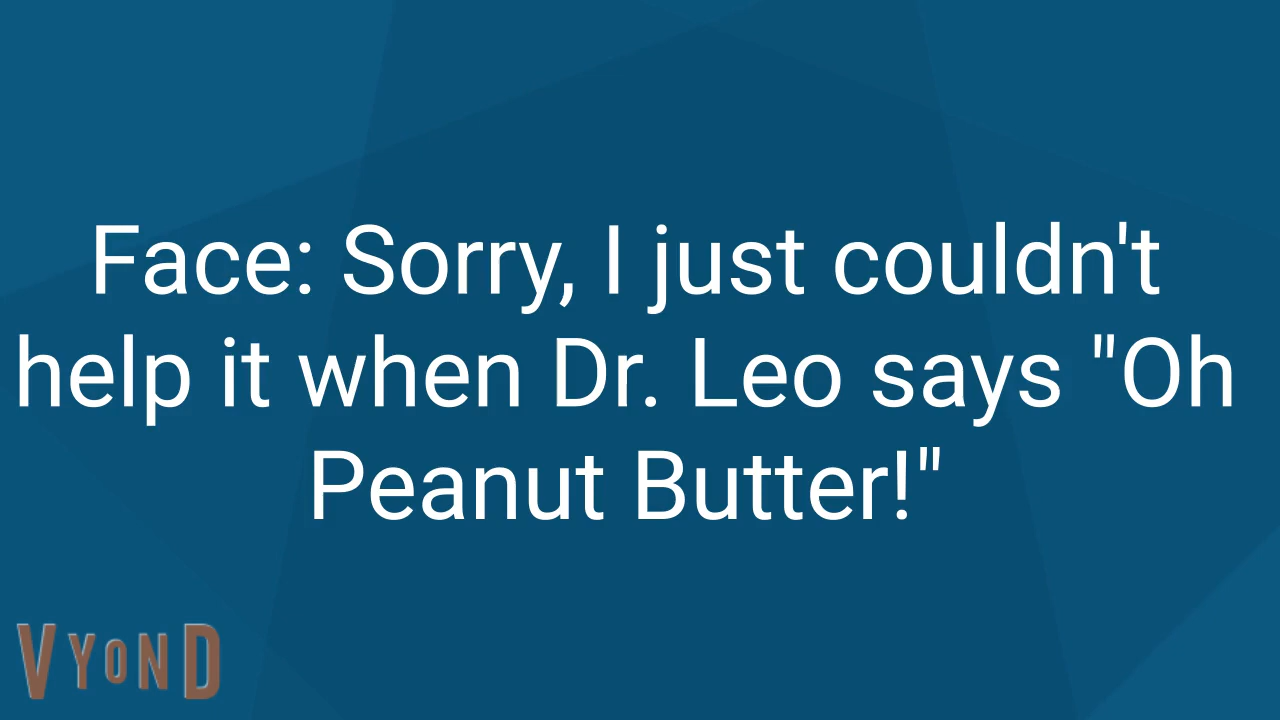 Face: Sorry, I just couldn't
help it when Dr. Leo says "Oh
Peanut Butter!"
VYOND